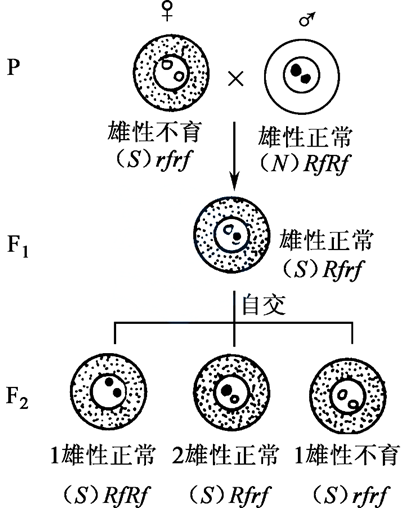 ♀ ♂
P ×
雄性不育 雄性正常
(S)rfrf (N)RfRf
F₁ 雄性正常
(S)Rfrf
自交
F₂
1雄性正常 2雄性正常 1雄性不育
(S)RfRf (S)Rfrf (S)rfrf